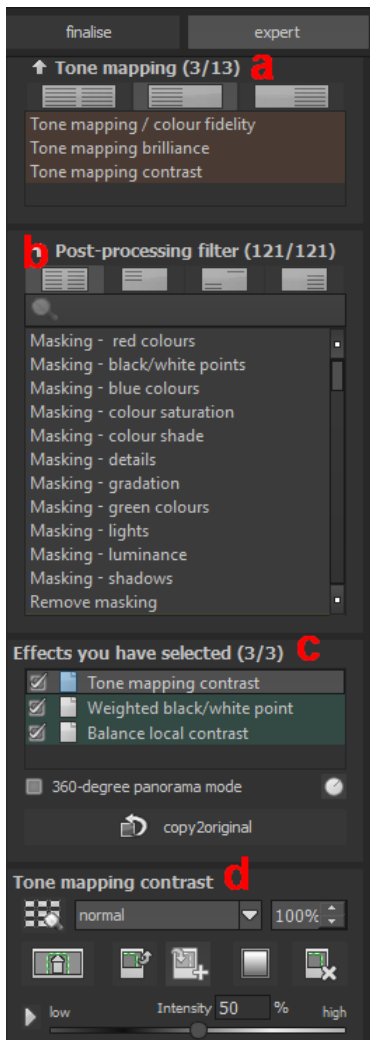 finalise expert
Tone mapping (3/13) a
Tone mapping / colour fidelity
Tone mapping brilliance
Tone mapping contrast
b Post-processing filter (121/121)
Masking - red colours
Masking - black/white points
Masking - blue colours
Masking - colour saturation
Masking - colour shade
Masking - details
Masking - gradation
Masking - green colours
Masking - lights
Masking - luminance
Masking - shadows
Remove masking
Effects you have selected (3/3) c
Tone mapping contrast
Weighted black/white point
Balance local contrast
360-degree panorama mode
copy2original
Tone mapping contrast d
normal 100%
low Intensity 50 % high